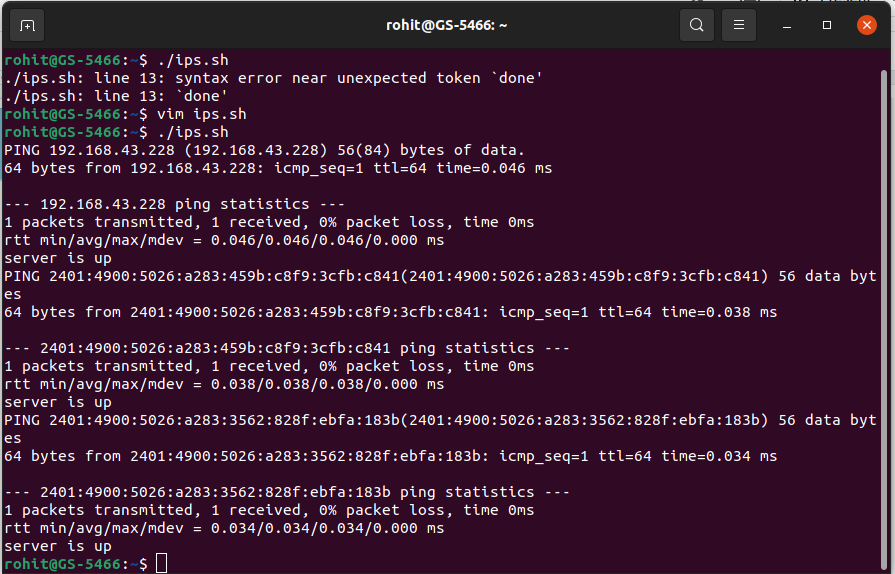 rohit@GS-5466: ~
rohit@GS-5466:~$ ./ips.sh
./ips.sh: line 13: syntax error near unexpected token `done'
./ips.sh: line 13: `done'
rohit@GS-5466:~$ vim ips.sh
rohit@GS-5466:~$ ./ips.sh
PING 192.168.43.228 (192.168.43.228) 56(84) bytes of data.
64 bytes from 192.168.43.228: icmp_seq=1 ttl=64 time=0.046 ms

--- 192.168.43.228 ping statistics ---
1 packets transmitted, 1 received, 0% packet loss, time 0ms
rtt min/avg/max/mdev = 0.046/0.046/0.046/0.000 ms
server is up
PING 2401:4900:5026:a283:459b:c8f9:3cfb:c841(2401:4900:5026:a283:459b:c8f9:3cfb:c841) 56 data byt
es
64 bytes from 2401:4900:5026:a283:459b:c8f9:3cfb:c841: icmp_seq=1 ttl=64 time=0.038 ms

--- 2401:4900:5026:a283:459b:c8f9:3cfb:c841 ping statistics ---
1 packets transmitted, 1 received, 0% packet loss, time 0ms
rtt min/avg/max/mdev = 0.038/0.038/0.038/0.000 ms
server is up
PING 2401:4900:5026:a283:3562:828f:ebfa:183b(2401:4900:5026:a283:3562:828f:ebfa:183b) 56 data byt
es
64 bytes from 2401:4900:5026:a283:3562:828f:ebfa:183b: icmp_seq=1 ttl=64 time=0.034 ms

--- 2401:4900:5026:a283:3562:828f:ebfa:183b ping statistics ---
1 packets transmitted, 1 received, 0% packet loss, time 0ms
rtt min/avg/max/mdev = 0.034/0.034/0.034/0.000 ms
server is up
rohit@GS-5466:~$